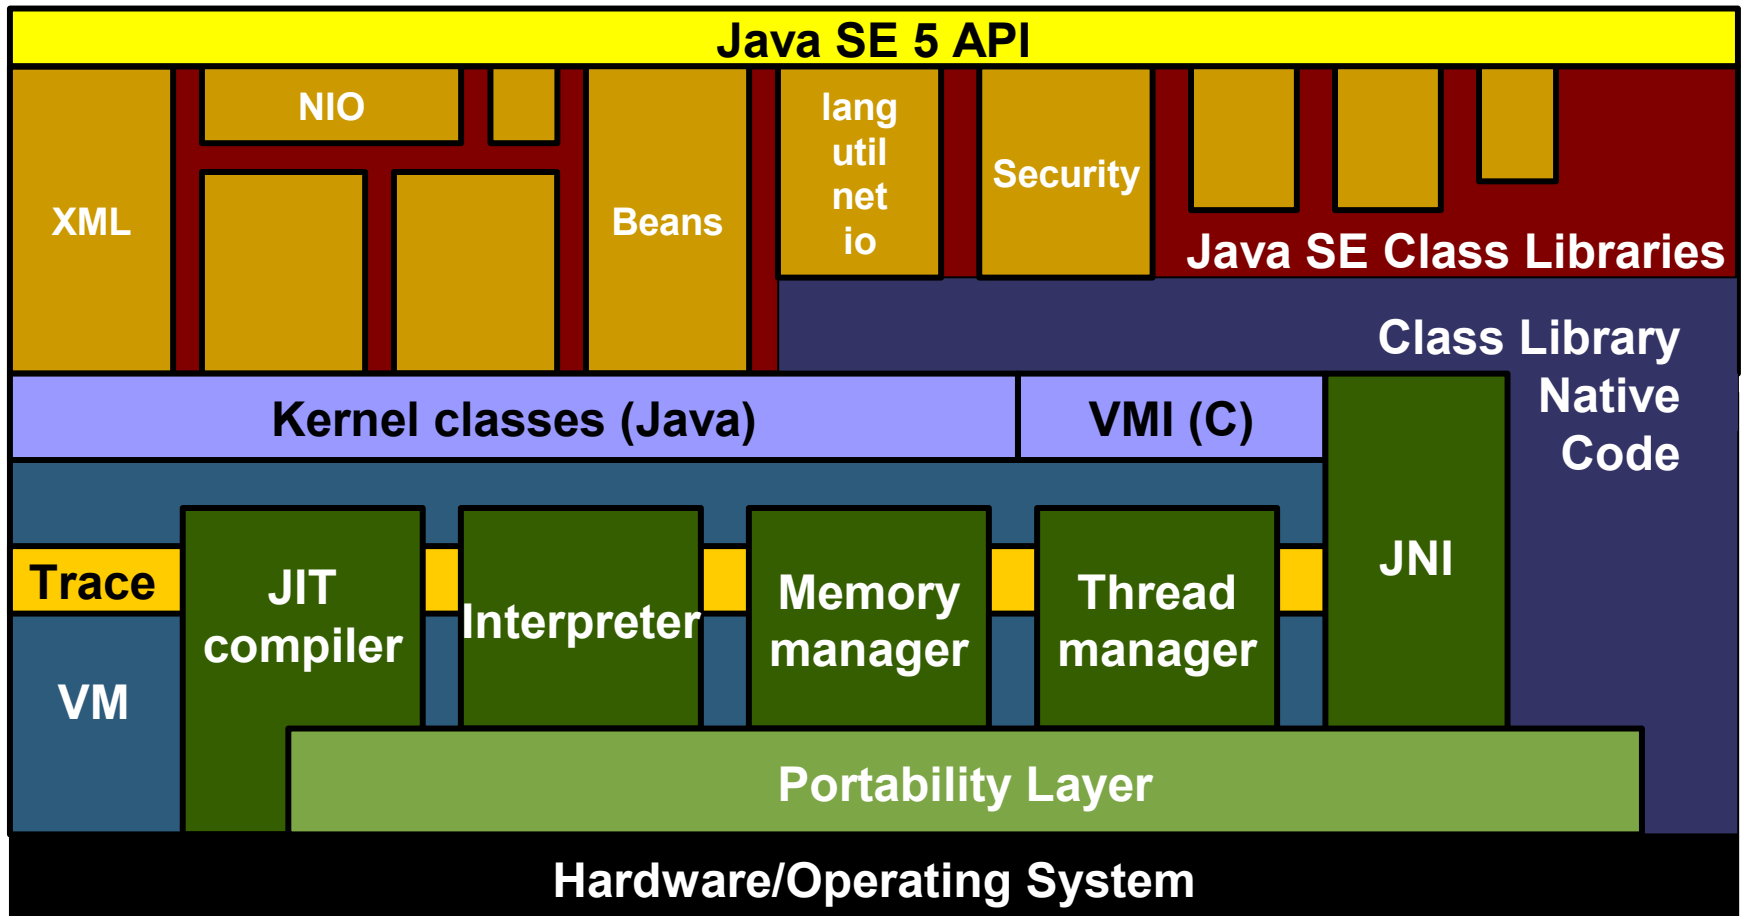 Java SE 5 API
NIO
XML
Beans
lang
util
net
io
Security
Java SE Class Libraries
Class Library
Native
Code
Kernel classes (Java)
VMI (C)
Trace
VM
JIT
compiler
Interpreter
Memory
manager
Thread
manager
JNI
Portability Layer
Hardware/Operating System